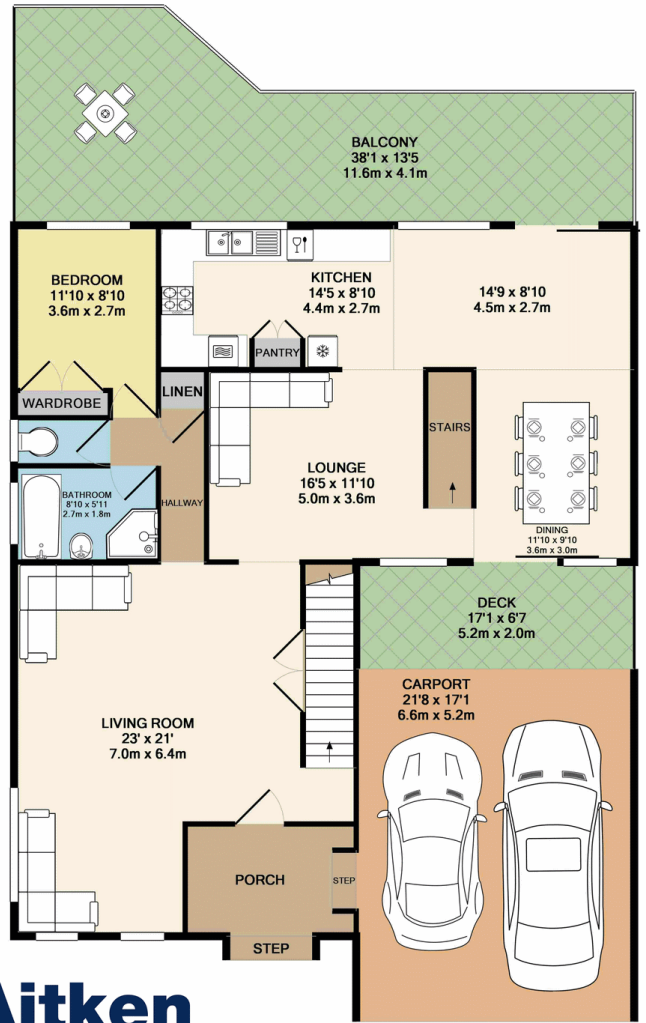 BALCONY
38'1 x 13'5
11.6m x 4.1m
BEDROOM
11'10 x 8'10
3.6m x 2.7m
KITCHEN
14'5 x 8'10
4.4m x 2.7m
14'9 x 8'10
4.5m x 2.7m
PANTRY
WARDROBE
LINEN
STAIRS
LOUNGE
16'5 x 11'10
5.0m x 3.6m
BATHROOM
8'10 x 5'11
2.7m x 1.8m
HALLWAY
DINING
11'10 x 9'10
3.6m x 3.0m
DECK
17'1 x 6'7
5.2m x 2.0m
CARPORT
21'8 x 17'1
6.6m x 5.2m
LIVING ROOM
23' x 21'
7.0m x 6.4m
PORCH
STEP
STEP
Aitken